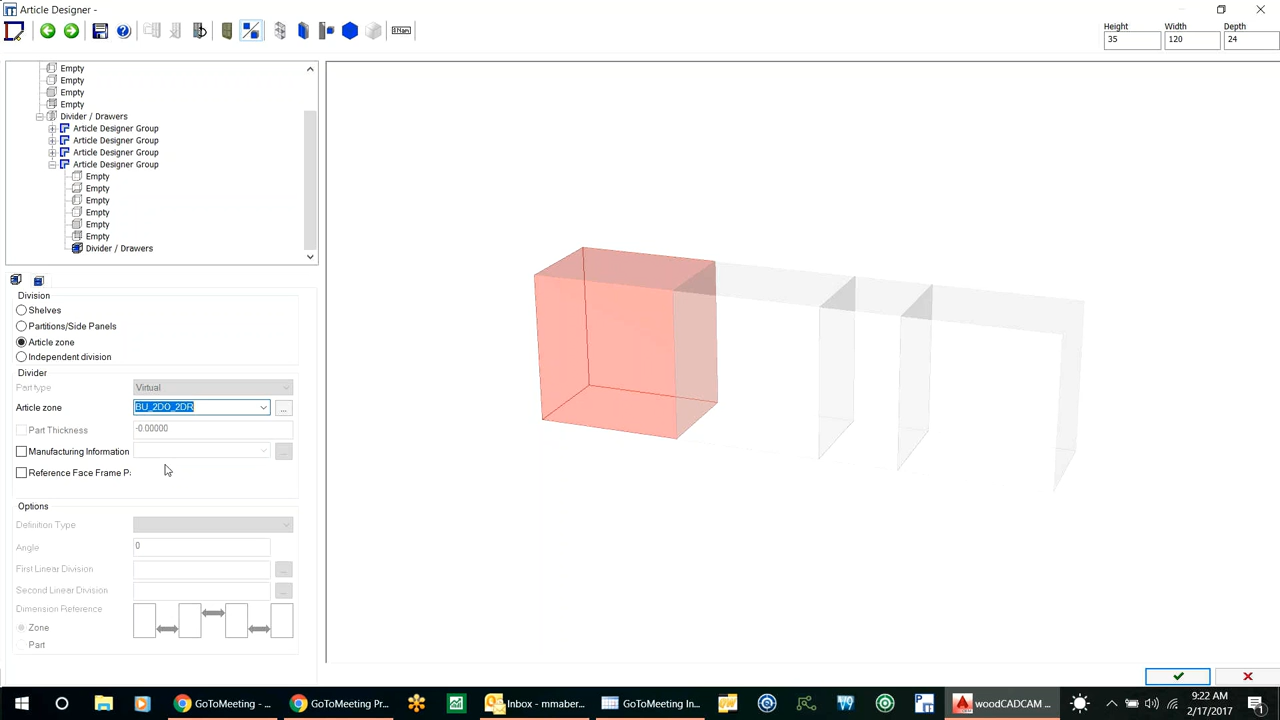 Article Designer -
Height
Width
Depth
35
120
24
Empty
Empty
Empty
Empty
Divider / Drawers
Article Designer Group
Article Designer Group
Article Designer Group
Article Designer Group
Empty
Empty
Empty
Empty
Empty
Empty
Divider / Drawers
Division
Shelves
Partitions/Side Panels
Article zone
Independent division
Divider
Part type
Virtual
Article zone
BU_2DO_2DR
...
Part Thickness
-0.00000
Manufacturing Information
...
Reference Face Frame P
Options
Definition Type
Angle
0
First Linear Division
...
Second Linear Division
...
Dimension Reference
Zone
Part
GoToMeeting - ...
GoToMeeting Pr...
Inbox - mmaber...
GoToMeeting In...
woodCADCAM ...
9:22 AM
2/17/2017